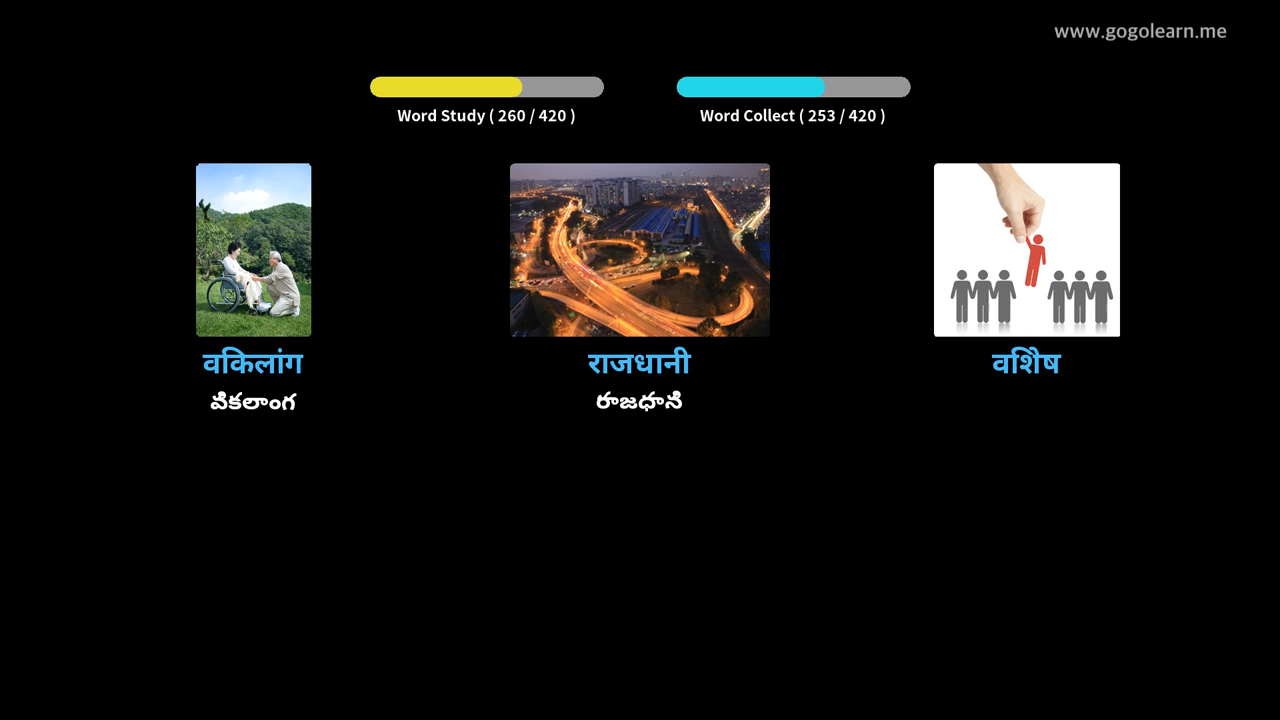 www.gogolearn.me
Word Study ( 260 / 420 )
Word Collect ( 253 / 420 )
वकिलांग
राजधानी
वशिेष
వికలాంగ
రాజధాని